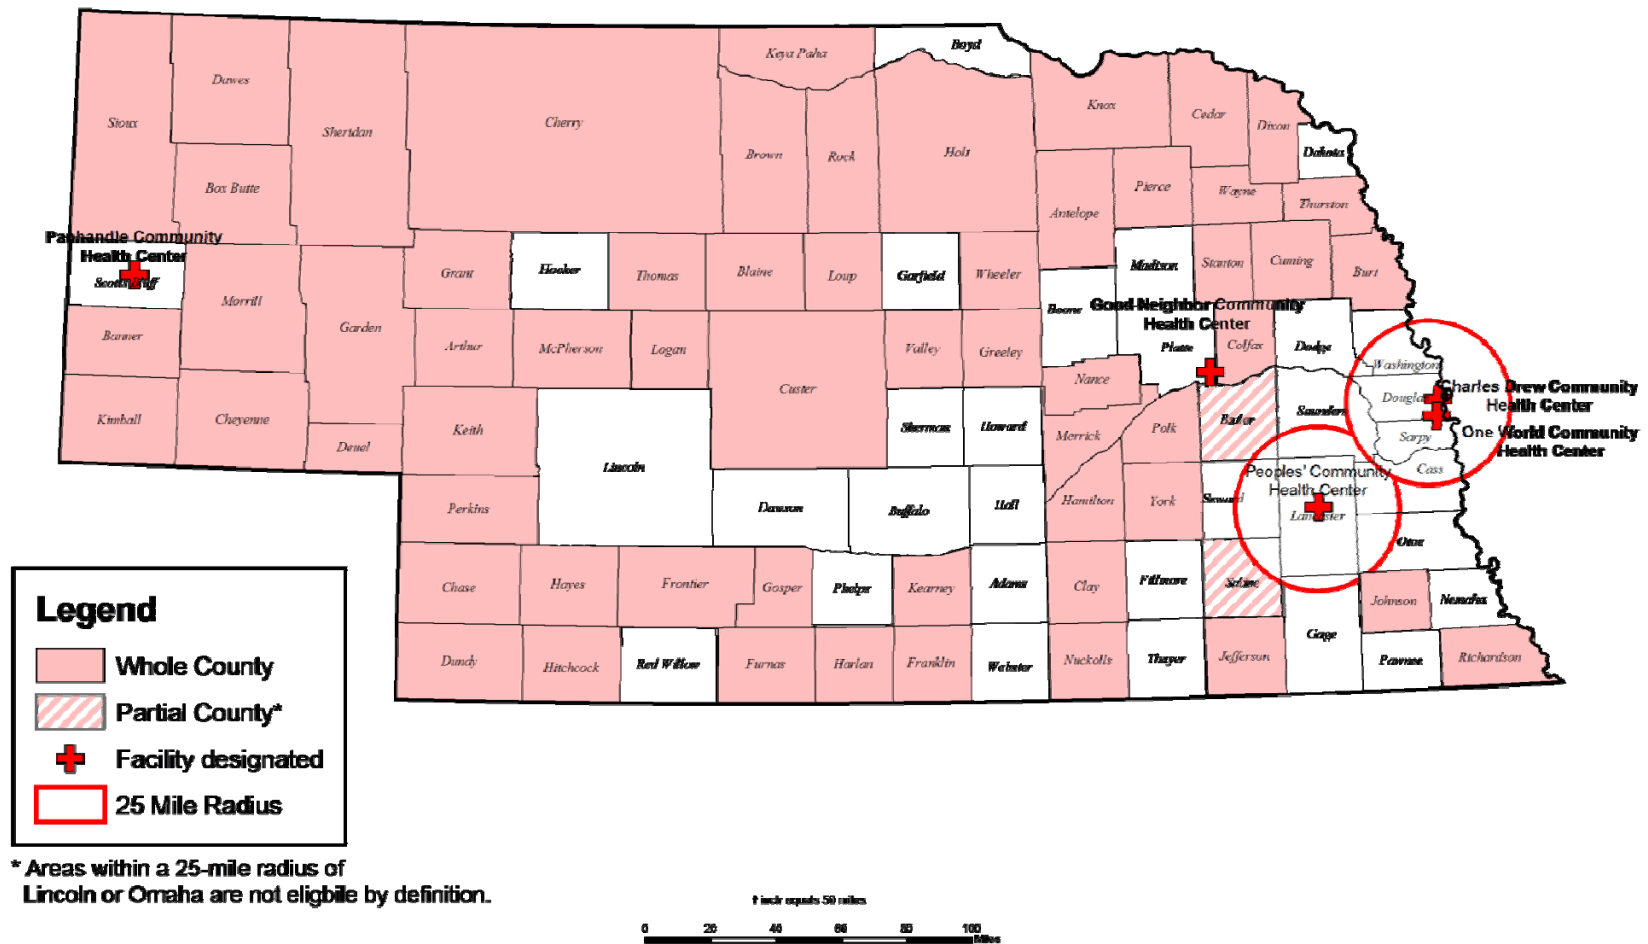 Boyd
Keya Paha
Dawes
Knox
Cedar
Sioux
Cherry
Dixon
Sheridan
Brown
Rock
Holt
Dakota
Box Butte
Pierce
Wayne
Thurston
Antelope
Panhandle Community
Health Center
Scotts Bluff
Grant
Hooker
Thomas
Blaine
Loup
Garfield
Wheeler
Madison
Stanton
Cuming
Burt
Morrill
Boone
Good Neighbor Community
Health Center
Banner
Garden
Arthur
McPherson
Logan
Valley
Greeley
Platte
Colfax
Dodge
Washington
Nance
Custer
Charles Drew Community
Health Center
Douglas
Kimball
Cheyenne
Keith
Sherman
Howard
Merrick
Polk
Butler
Saunders
Sarpy
One World Community
Health Center
Deuel
Lincoln
Cass
Peoples' Community
Health Center
Perkins
Dawson
Buffalo
Hall
Hamilton
York
Seward
Lancaster
Otoe
Chase
Hayes
Frontier
Gosper
Phelps
Kearney
Adams
Clay
Fillmore
Saline
Johnson
Nemaha
Dundy
Hitchcock
Red Willow
Furnas
Harlan
Franklin
Webster
Nuckolls
Thayer
Jefferson
Gage
Pawnee
Richardson
Legend
Whole County
Partial County*
Facility designated
25 Mile Radius
* Areas within a 25-mile radius of
Lincoln or Omaha are not eligbile by definition.
1 inch equals 50 miles
0 20 40 60 80 100
Miles